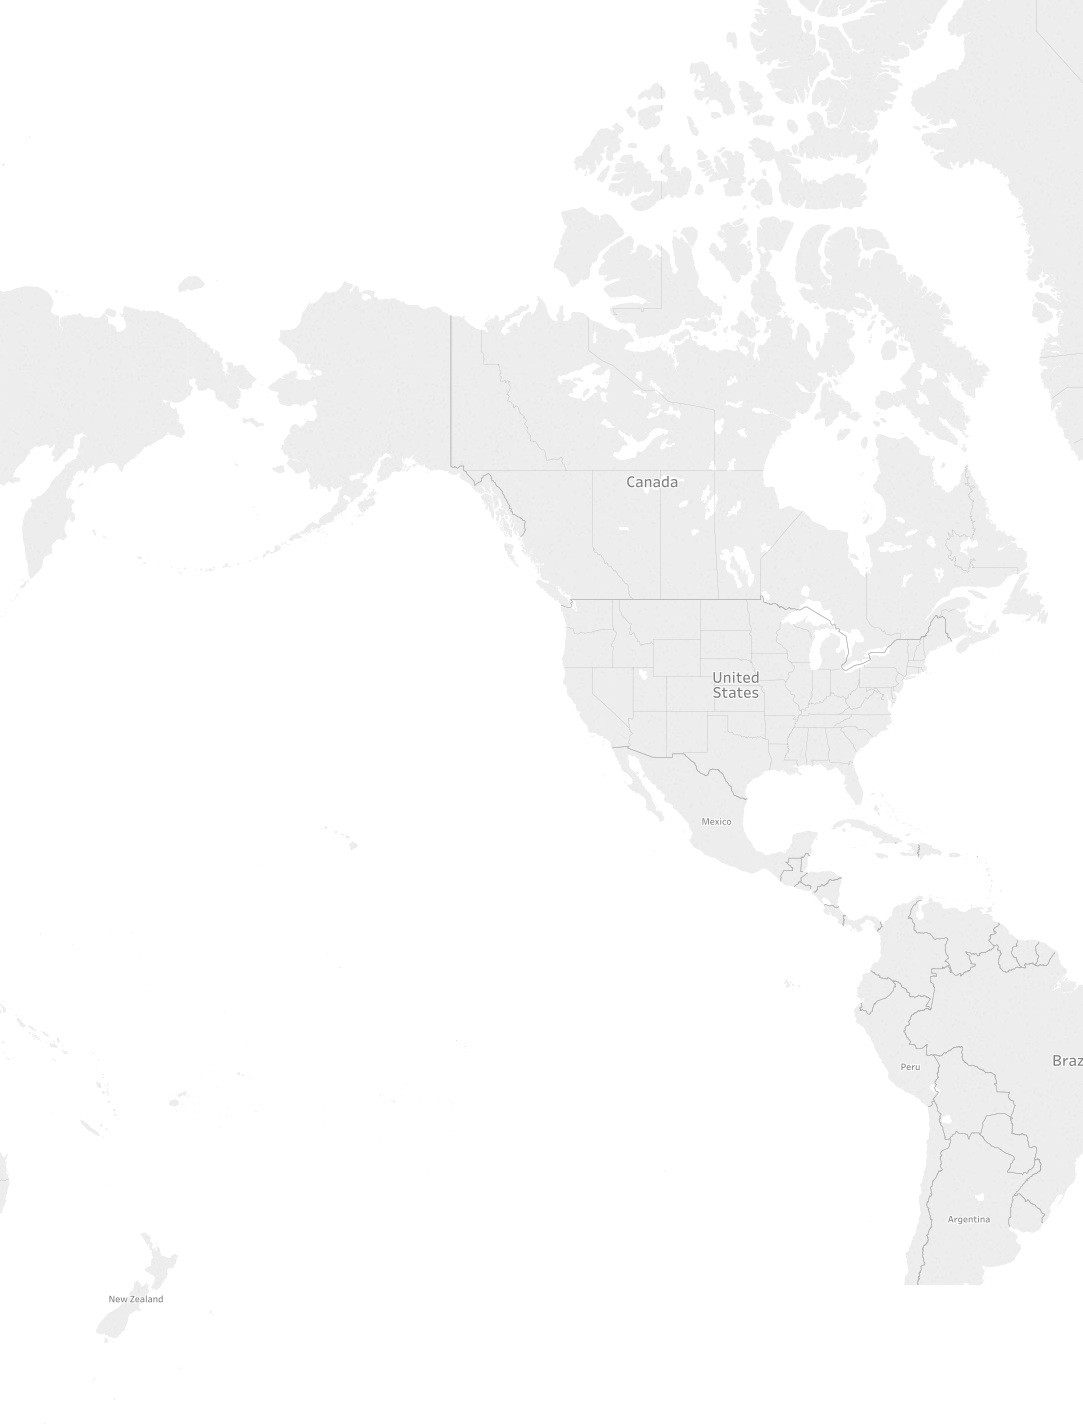 Canada
United
States
Mexico
Braz
Peru
Argentina
New Zealand